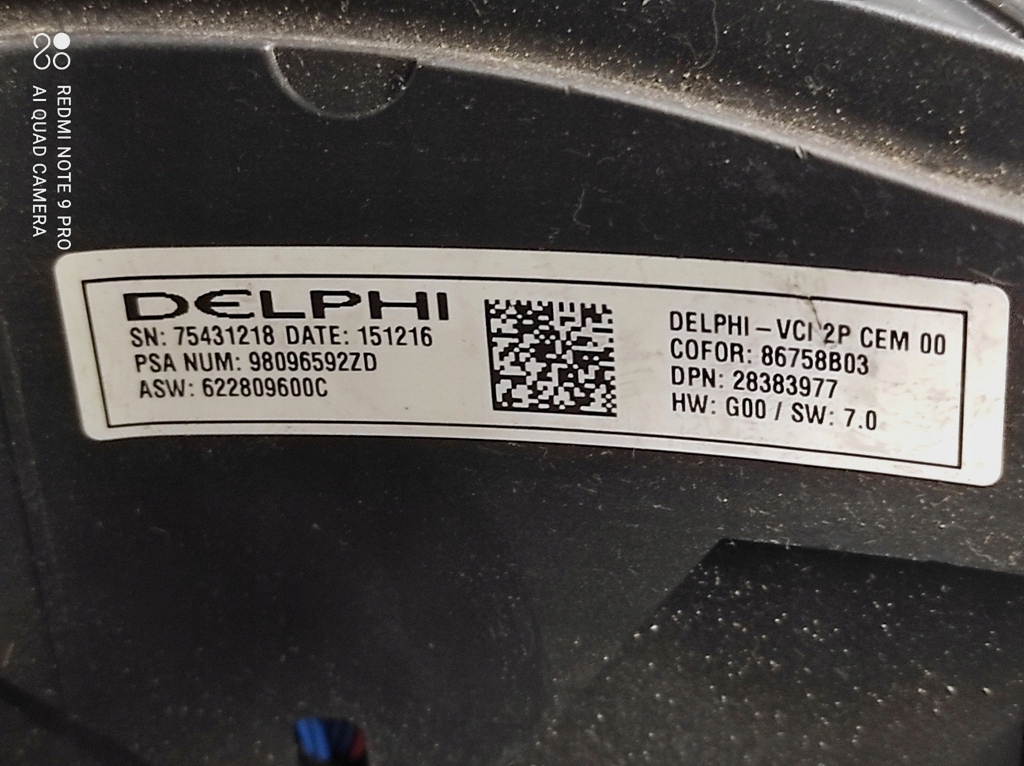 REDMI NOTE 9 PRO
AI QUAD CAMERA
DELPHI
SN: 75431218 DATE: 151216
PSA NUM: 98096592ZD
ASW: 622809600C
DELPHI – VCI 2P CEM 00
COFOR: 86758B03
DPN: 28383977
HW: G00 / SW: 7.0